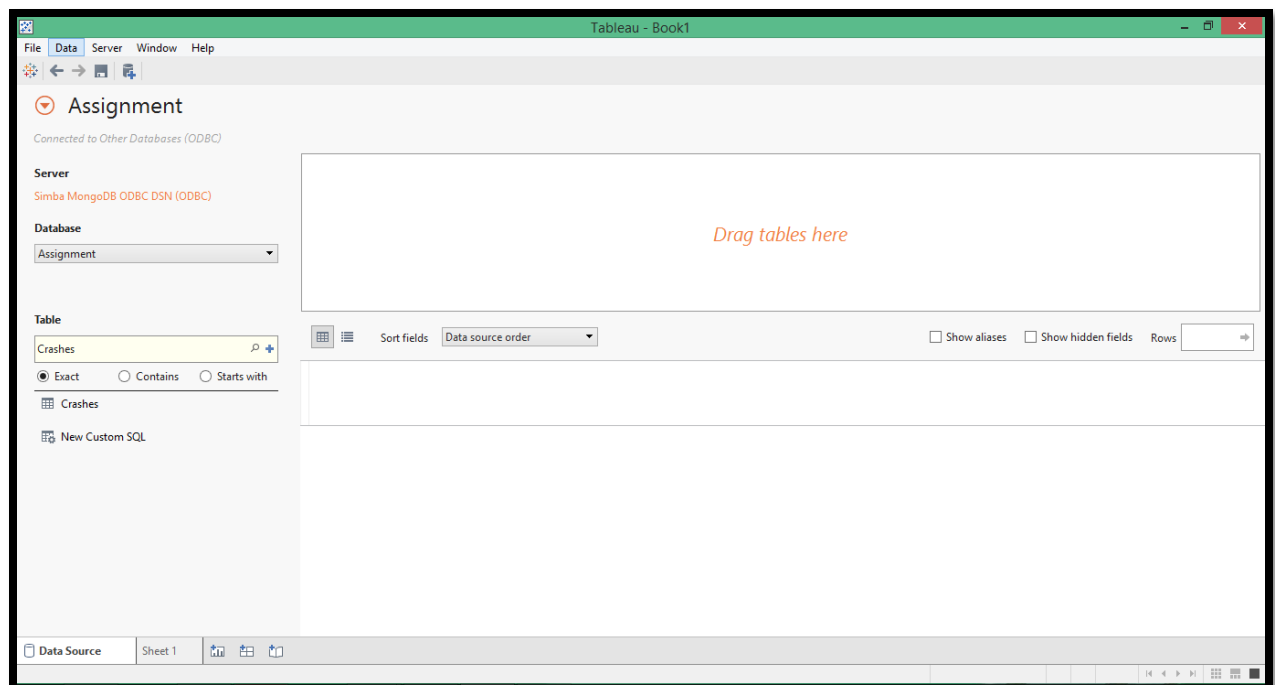 Tableau - Book1
File Data Server Window Help
Assignment
Connected to Other Databases (ODBC)
Server
Simba MongoDB ODBC DSN (ODBC)
Database
Assignment
Drag tables here
Table
Crashes
Exact Contains Starts with
Crashes
New Custom SQL
Sort fields Data source order Show aliases Show hidden fields Rows
Data Source Sheet 1